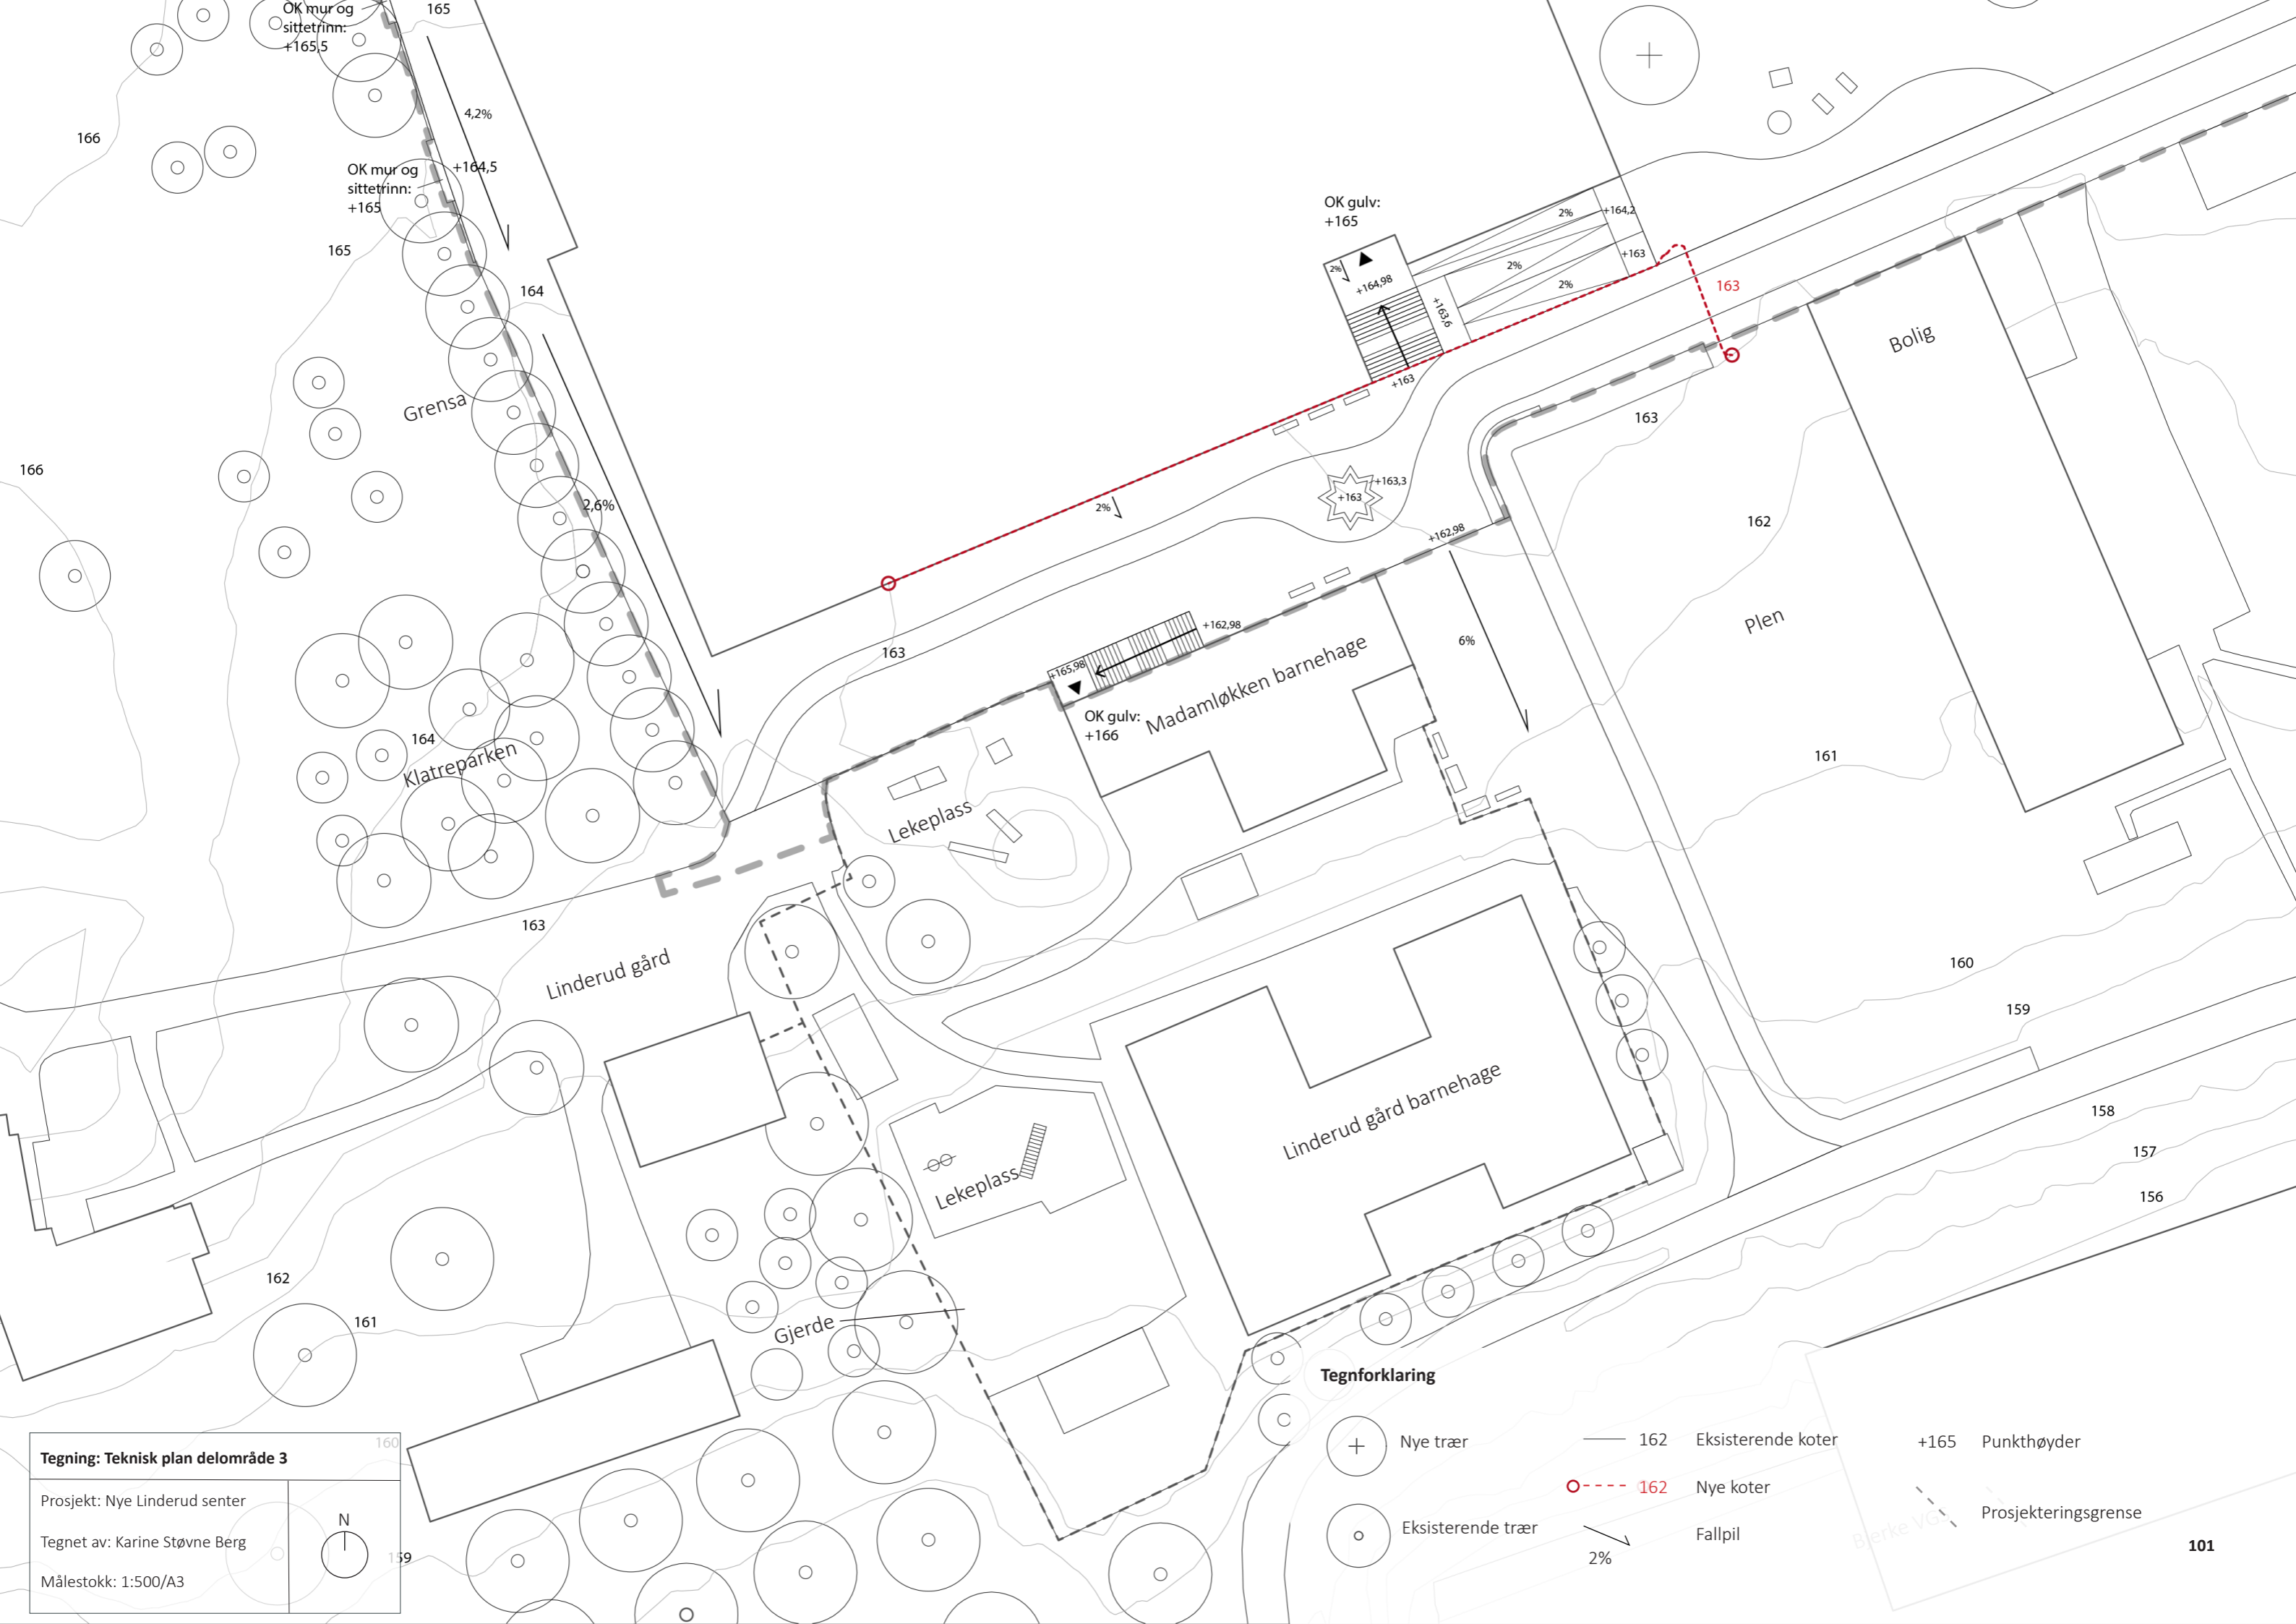 OK mur og
sittetrinn:
+165,5
165
4,2%
166
OK mur og
sittetrinn:
+165
+164,5
165
164
OK gulv:
+165
2%
+164,2
+163
2%
2%
2%
+164,98
+163,6
163
+163
Bolig
Grensa
163
166
2,6%
2%
+163
+163,3
+162,98
162
Plen
163
+162,98
6%
+165,98
Madamløkken barnehage
OK gulv:
+166
164
Klatreparken
161
Lekeplass
163
Linderud gård
160
159
Linderud gård barnehage
158
157
Lekeplass
156
162
161
Gjerde
Tegnforklaring
Nye trær
162
Eksisterende koter
+165
Punkthøyder
162
Nye koter
Prosjekteringsgrense
Eksisterende trær
Fallpil
2%
Bjerke VGS
101
160
Tegning: Teknisk plan delområde 3
Prosjekt: Nye Linderud senter
Tegnet av: Karine Støvne Berg
Målestokk: 1:500/A3
N
159